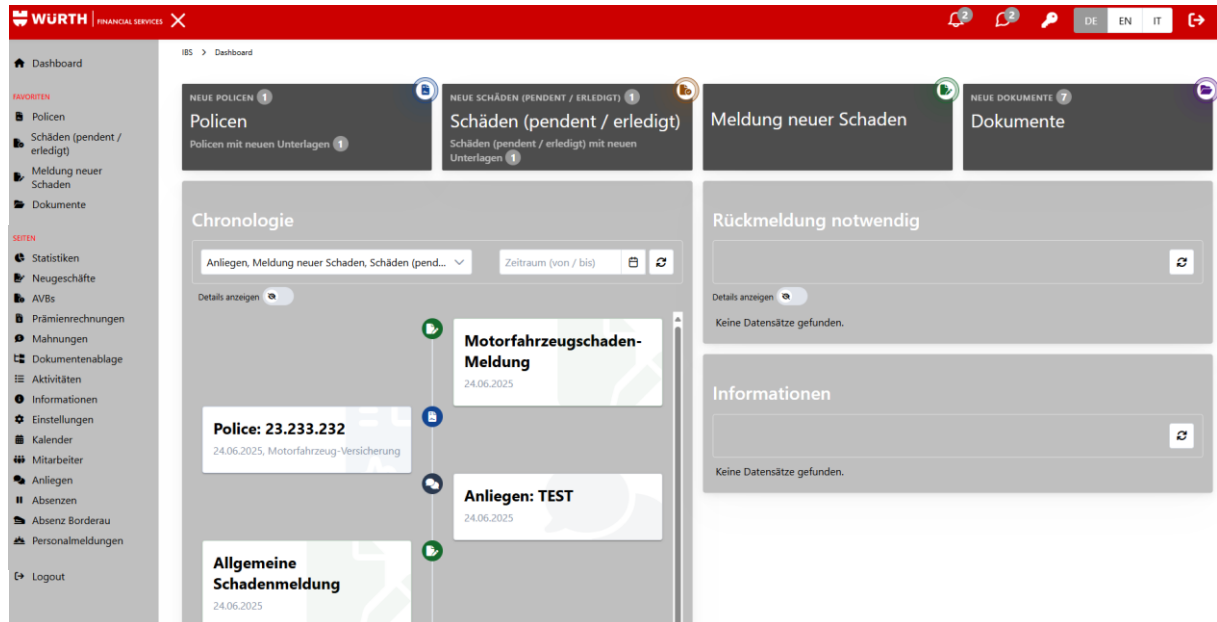 WÜRTH FINANCIAL SERVICES
2
2
DE EN IT
Dashboard
FAVORITEN
Policen
Schäden (pendent /
erledigt)
Meldung neuer
Schaden
Dokumente
SEITEN
Statistiken
Neugeschäfte
AVBs
Prämienrechnungen
Mahnungen
Dokumentenablage
Aktivitäten
Informationen
Einstellungen
Kalender
Mitarbeiter
Anliegen
Absenzen
Absenz Borderau
Personalmeldungen
Logout
IBS > Dashboard
NEUE POLICEN 1
Policen
Policen mit neuen Unterlagen 1
NEUE SCHÄDEN (PENDENT / ERLEDIGT) 1
Schäden (pendent / erledigt)
Schäden (pendent / erledigt) mit neuen
Unterlagen 1
Meldung neuer Schaden
NEUE DOKUMENTE 7
Dokumente
Chronologie
Anliegen, Meldung neuer Schaden, Schäden (pend...
Zeitraum (von / bis)
Details anzeigen
Motorfahrzeugschaden-
Meldung
24.06.2025
Police: 23.233.232
24.06.2025, Motorfahrzeug-Versicherung
Anliegen: TEST
24.06.2025
Allgemeine
Schadenmeldung
24.06.2025
Rückmeldung notwendig
Details anzeigen
Keine Datensätze gefunden.
Informationen
Keine Datensätze gefunden.